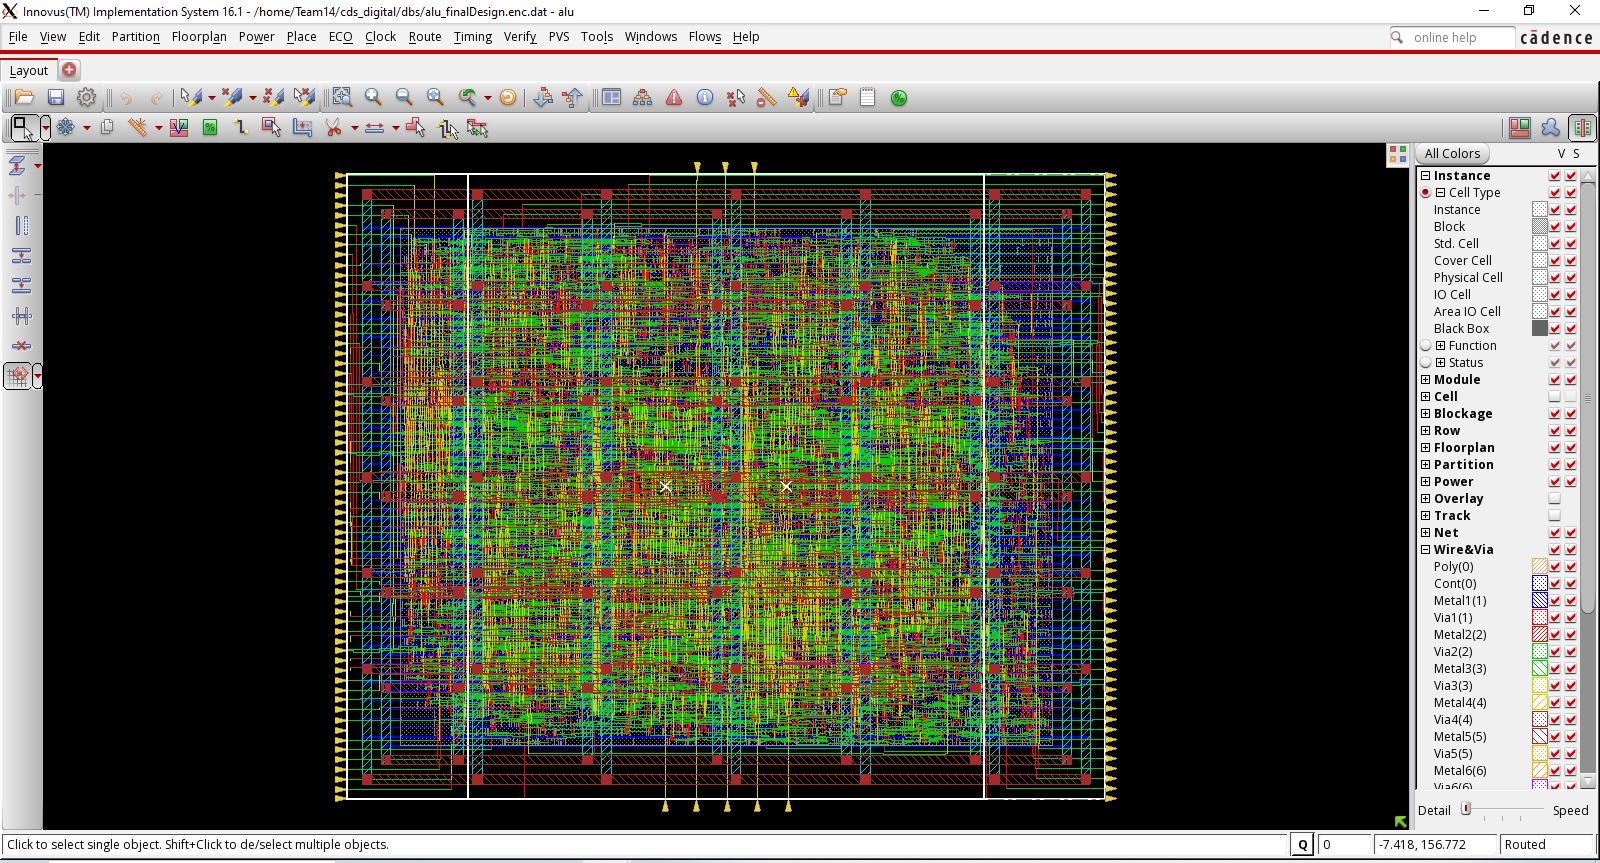 Innovus(TM) Implementation System 16.1 - /home/Team14/cds_digital/dbs/alu_finalDesign.enc.dat - alu
File View Edit Partition Floorplan Power Place ECO Clock Route Timing Verify PVS Tools Windows Flows Help
online help
cādence
Layout
All Colors V S
Instance
Cell Type
Instance
Block
Std. Cell
Cover Cell
Physical Cell
IO Cell
Area IO Cell
Black Box
Function
Status
Module
Cell
Blockage
Row
Floorplan
Partition
Power
Overlay
Track
Net
Wire&Via
Poly(0)
Cont(0)
Metal1(1)
Via1(1)
Metal2(2)
Via2(2)
Metal3(3)
Via3(3)
Metal4(4)
Via4(4)
Metal5(5)
Via5(5)
Metal6(6)
Via6(6)
Detail Speed
Click to select single object. Shift+Click to de/select multiple objects.
Q 0 -7.418, 156.772 Routed